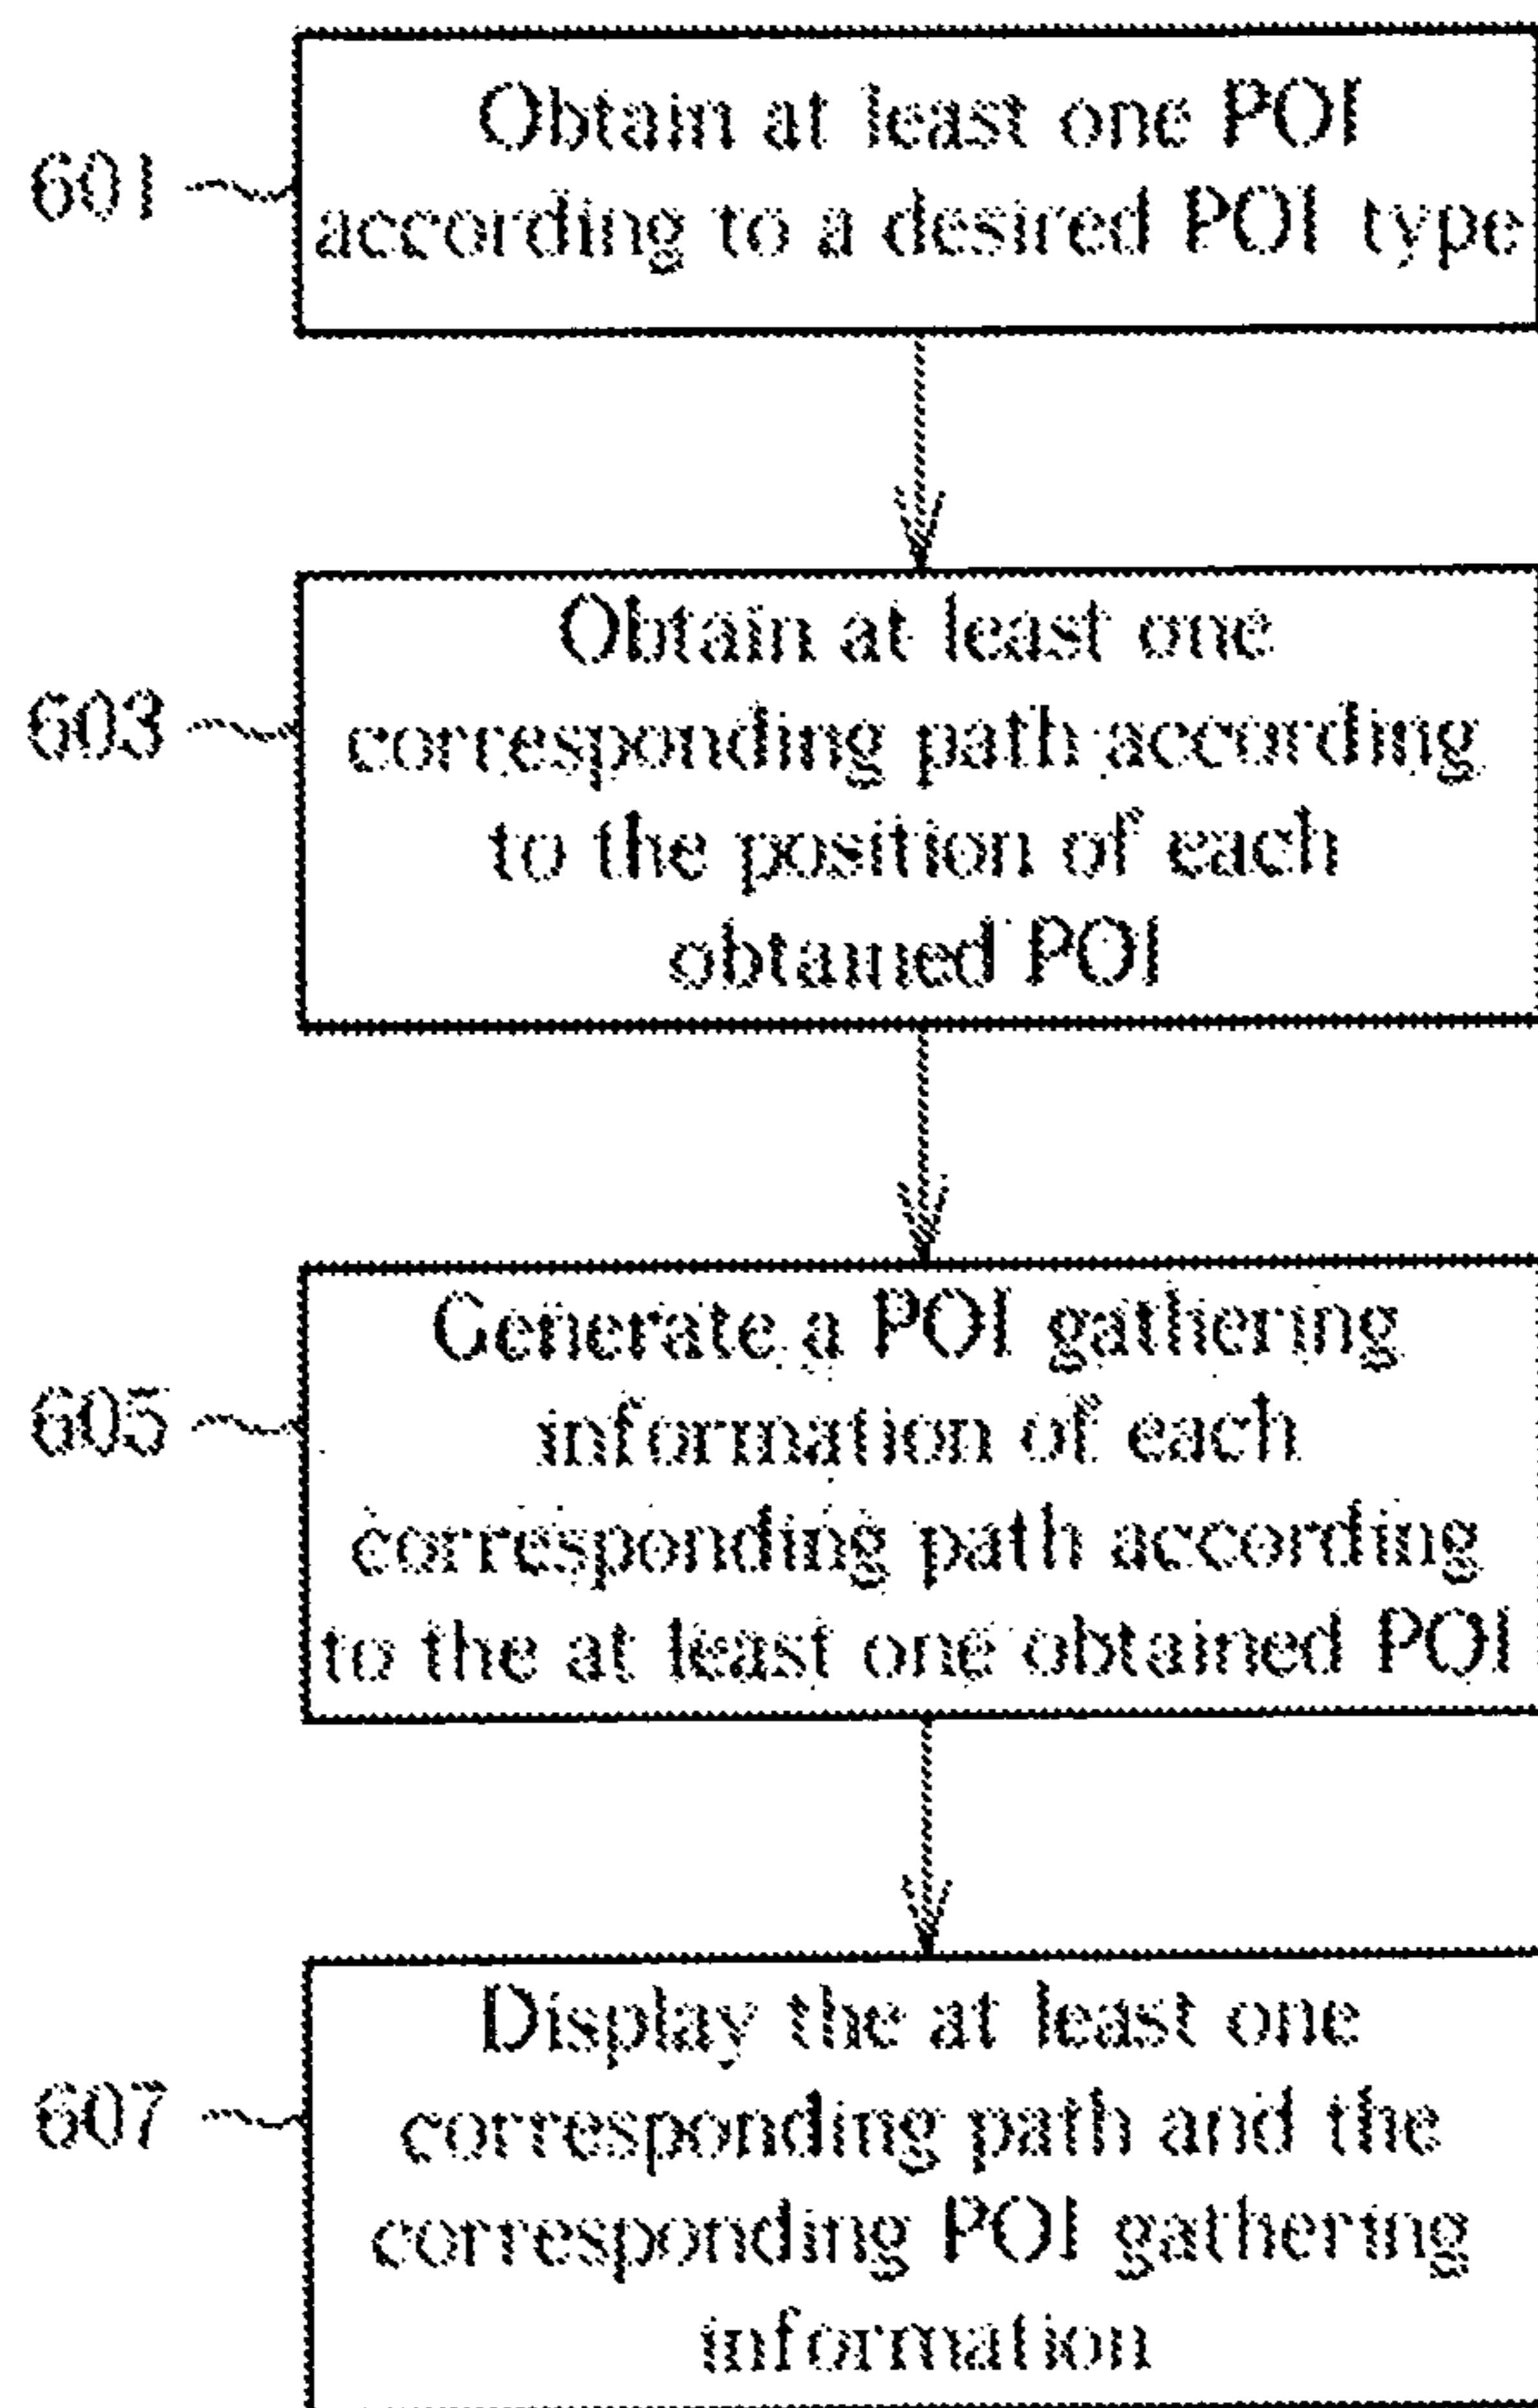 601
Obtain at least one POI
according to a desired POI type
603
Obtain at least one
corresponding path according
to the position of each
obtained POI
605
Generate a POI gathering
information of each
corresponding path according
to the at least one obtained POI
607
Display the at least one
corresponding path and the
corresponding POI gathering
information